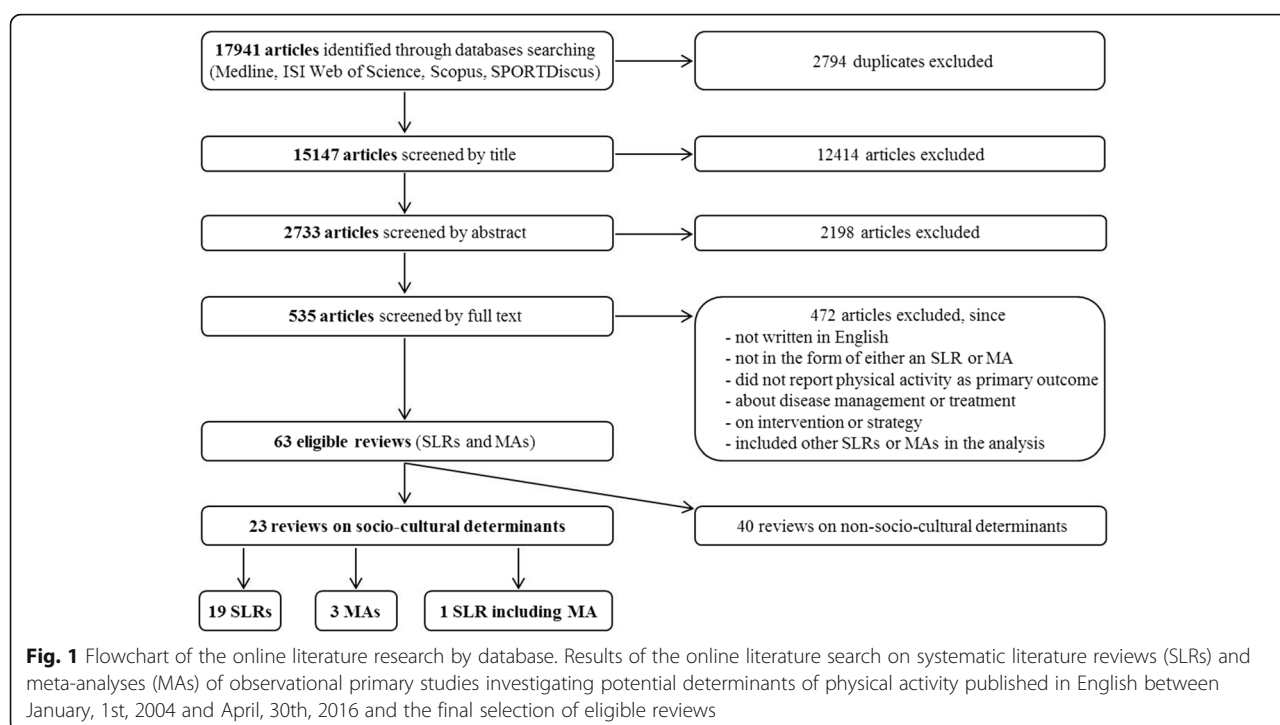 17941 articles identified through databases searching
(Medline, ISI Web of Science, Scopus, SPORTDiscus)
2794 duplicates excluded
15147 articles screened by title
12414 articles excluded
2733 articles screened by abstract
2198 articles excluded
535 articles screened by full text
472 articles excluded, since
- not written in English
- not in the form of either an SLR or MA
- did not report physical activity as primary outcome
- about disease management or treatment
- on intervention or strategy
- included other SLRs or MAs in the analysis
63 eligible reviews (SLRs and MAs)
23 reviews on socio-cultural determinants
40 reviews on non-socio-cultural determinants
19 SLRs
3 MAs
1 SLR including MA
Fig. 1 Flowchart of the online literature research by database. Results of the online literature search on systematic literature reviews (SLRs) and
meta-analyses (MAs) of observational primary studies investigating potential determinants of physical activity published in English between
January, 1st, 2004 and April, 30th, 2016 and the final selection of eligible reviews